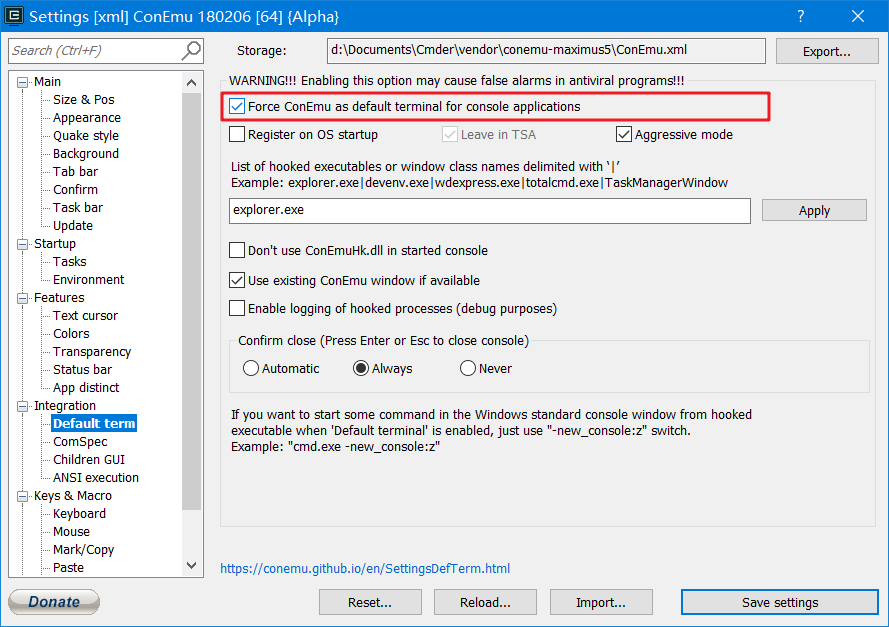 Settings [xml] ConEmu 180206 [64] {Alpha}
?
Search (Ctrl+F)
Storage:
d:\Documents\Cmder\vendor\conemu-maximus5\ConEmu.xml
Export...
Main
Size & Pos
Appearance
Quake style
Background
Tab bar
Confirm
Task bar
Update
Startup
Tasks
Environment
Features
Text cursor
Colors
Transparency
Status bar
App distinct
Integration
Default term
ComSpec
Children GUI
ANSI execution
Keys & Macro
Keyboard
Mouse
Mark/Copy
Paste
WARNING!!! Enabling this option may cause false alarms in antiviral programs!!!
Force ConEmu as default terminal for console applications
Register on OS startup
Leave in TSA
Aggressive mode
List of hooked executables or window class names delimited with ‘|’
Example: explorer.exe|devenv.exe|wdexpress.exe|totalcmd.exe|TaskManagerWindow
explorer.exe
Apply
Don't use ConEmuHk.dll in started console
Use existing ConEmu window if available
Enable logging of hooked processes (debug purposes)
Confirm close (Press Enter or Esc to close console)
Automatic
Always
Never
If you want to start some command in the Windows standard console window from hooked
executable when 'Default terminal' is enabled, just use "-new_console:z" switch.
Example: "cmd.exe -new_console:z"
https://conemu.github.io/en/SettingsDefTerm.html
Donate
Reset...
Reload...
Import...
Save settings